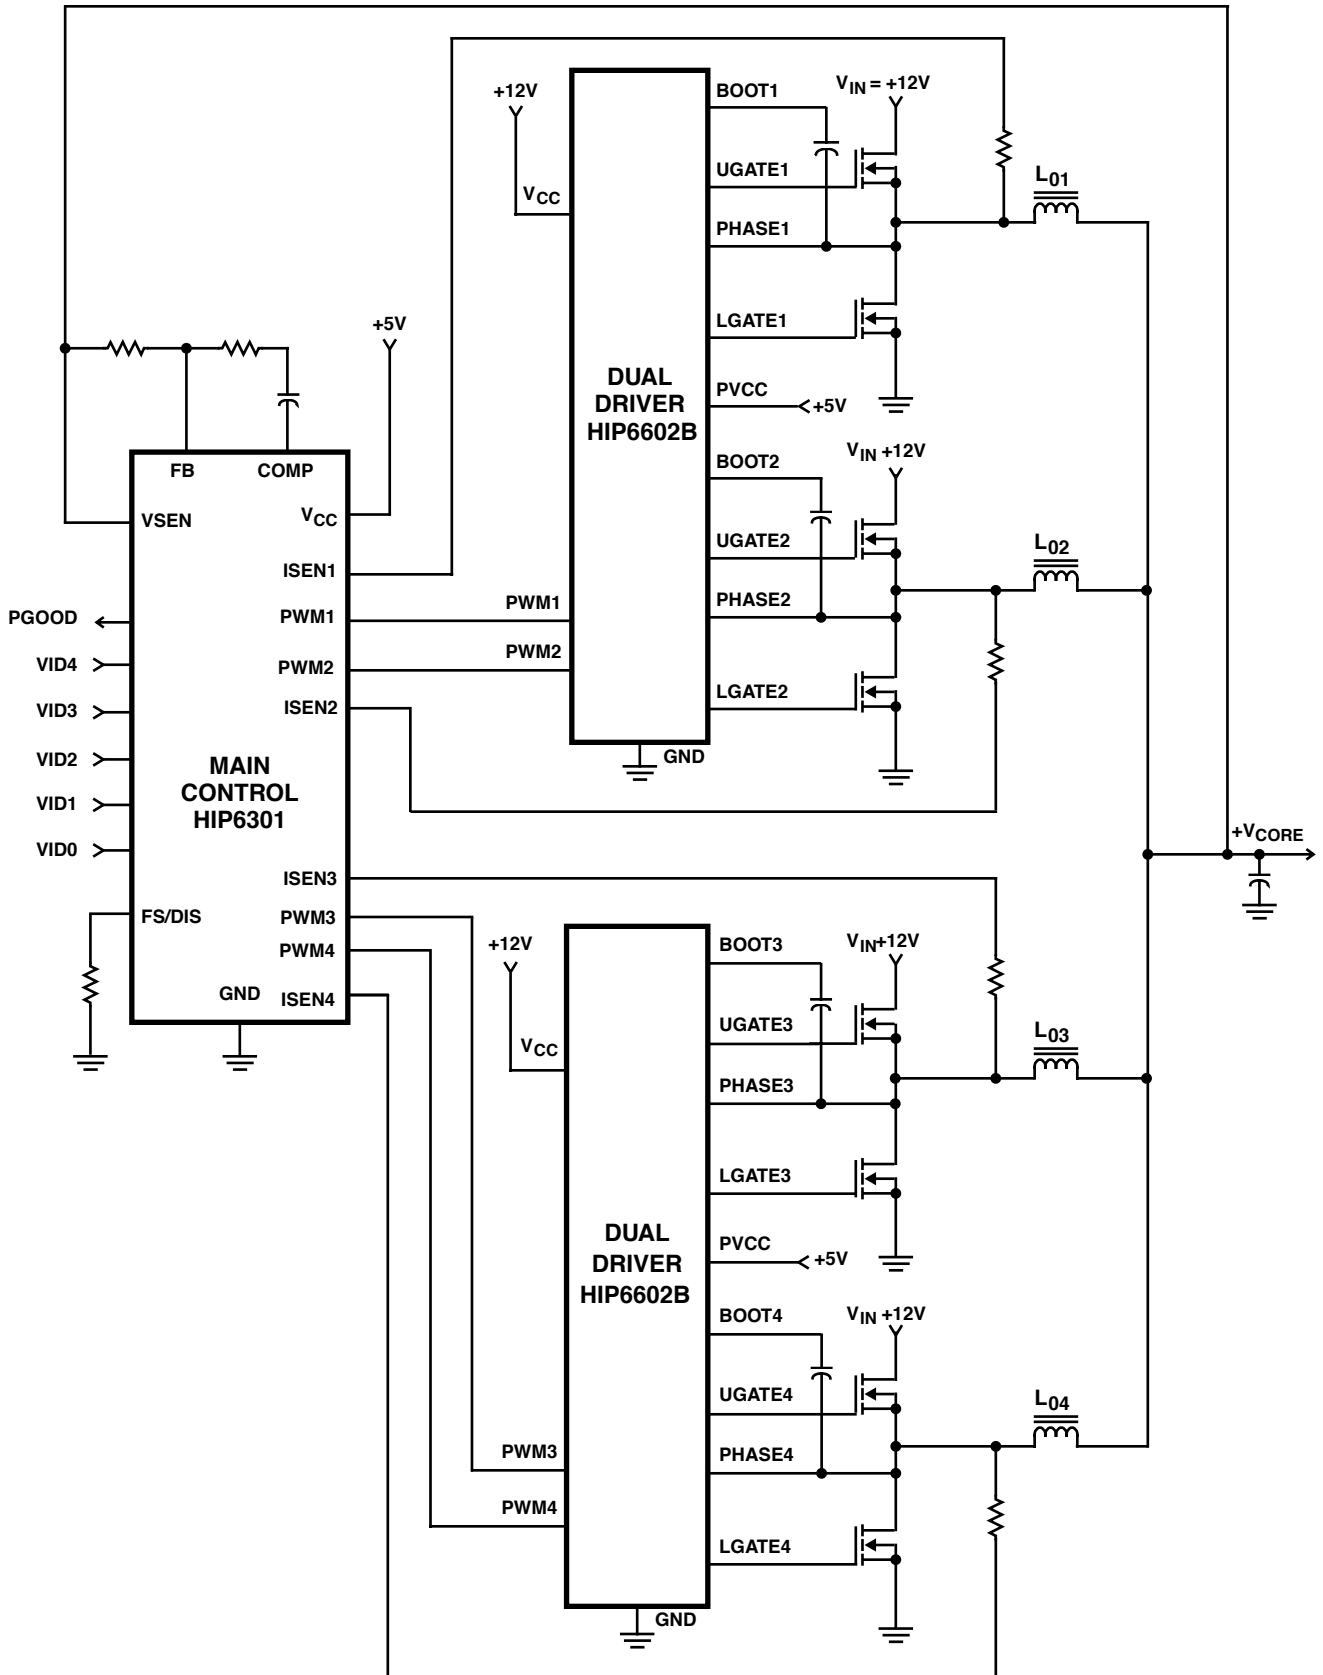 +12V
BOOT1
VIN = +12V
UGATE1
VCC
L01
PHASE1
LGATE1
+5V
DUAL
DRIVER
HIP6602B
PVCC
+5V
FB
COMP
BOOT2
VIN +12V
VSEN
VCC
UGATE2
L02
ISEN1
PHASE2
PGOOD
PWM1
PWM1
VID4
PWM2
PWM2
LGATE2
VID3
ISEN2
VID2
GND
MAIN
CONTROL
HIP6301
VID1
VID0
+VCORE
ISEN3
FS/DIS
PWM3
PWM4
GND
ISEN4
+12V
BOOT3
VIN+12V
UGATE3
VCC
L03
PHASE3
LGATE3
DUAL
DRIVER
HIP6602B
PVCC
+5V
BOOT4
VIN +12V
UGATE4
L04
PWM3
PHASE4
PWM4
LGATE4
GND